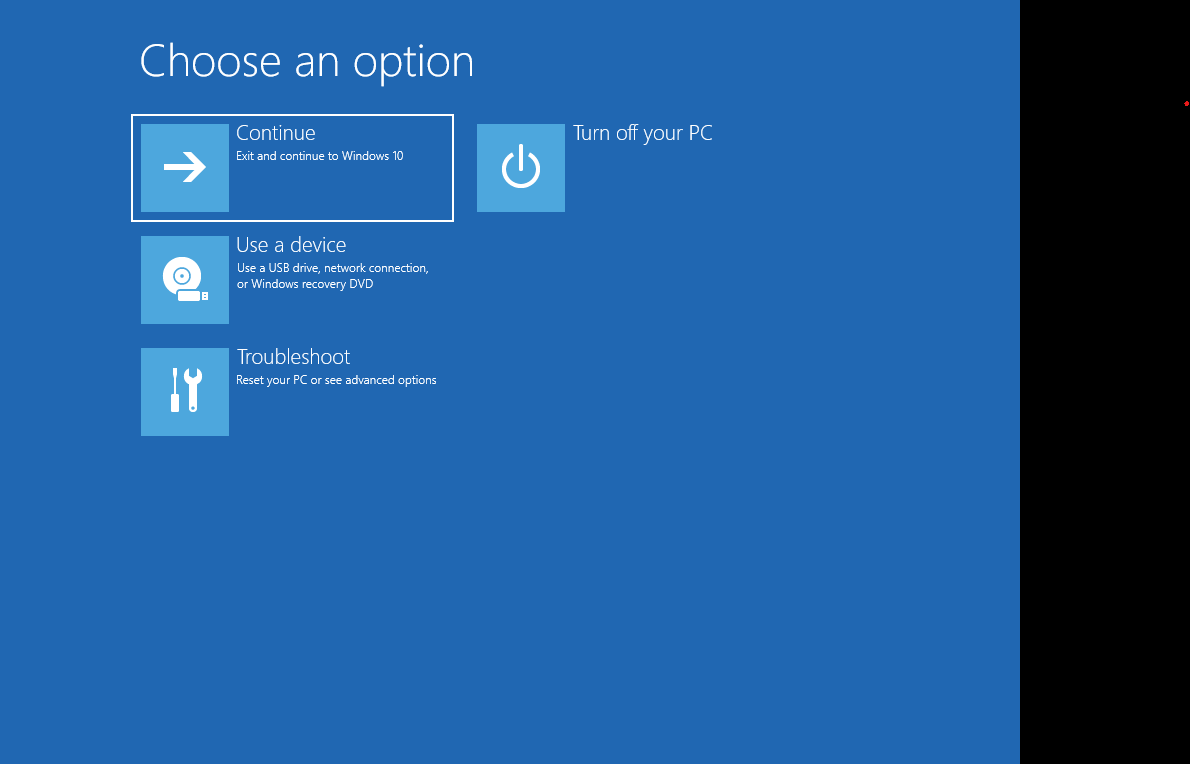 Choose an option
Continue
Exit and continue to Windows 10
Turn off your PC
Use a device
Use a USB drive, network connection,
or Windows recovery DVD
Troubleshoot
Reset your PC or see advanced options